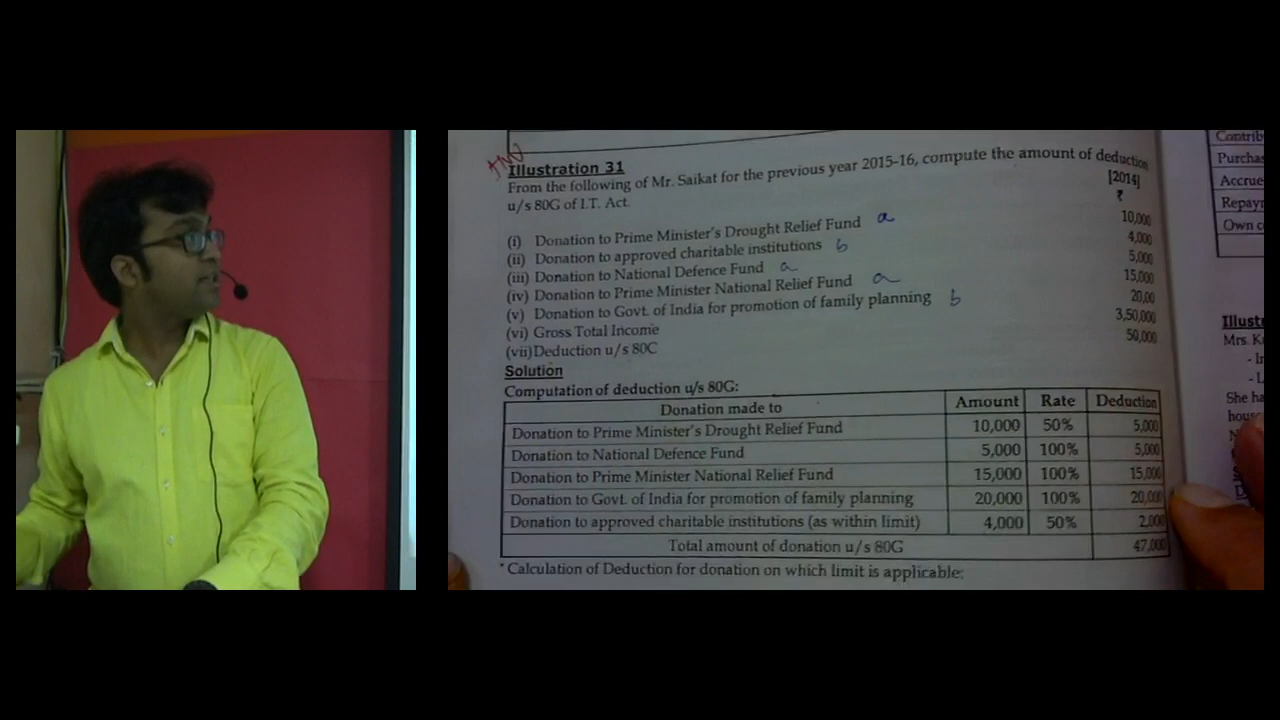 Illustration 31
From the following of Mr. Saikat for the previous year 2015-16, compute the amount of deduction
u/s 80G of I.T. Act. [2014]
₹
(i) Donation to Prime Minister's Drought Relief Fund a 10,000
(ii) Donation to approved charitable institutions b 4,000
(iii) Donation to National Defence Fund a 5,000
(iv) Donation to Prime Minister National Relief Fund a 15,000
(v) Donation to Govt. of India for promotion of family planning b 20,00
(vi) Gross Total Income 3,50,000
(vii) Deduction u/s 80C 50,000
Solution
Computation of deduction u/s 80G:
Donation made to Amount Rate Deduction
Donation to Prime Minister's Drought Relief Fund 10,000 50% 5,000
Donation to National Defence Fund 5,000 100% 5,000
Donation to Prime Minister National Relief Fund 15,000 100% 15,000
Donation to Govt. of India for promotion of family planning 20,000 100% 20,000
Donation to approved charitable institutions (as within limit) 4,000 50% 2,000
Total amount of donation u/s 80G 47,000
* Calculation of Deduction for donation on which limit is applicable:
Contrib
Purchas
Accrue
Repay
Own c
Illust
Mrs. K
She ha